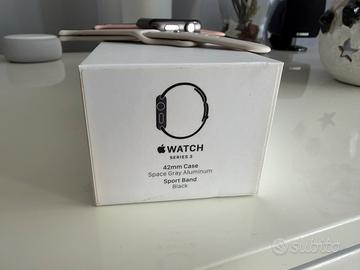 WATCH
SERIES 3
42mm Case
Space Gray Aluminum
Sport Band
Black
subito